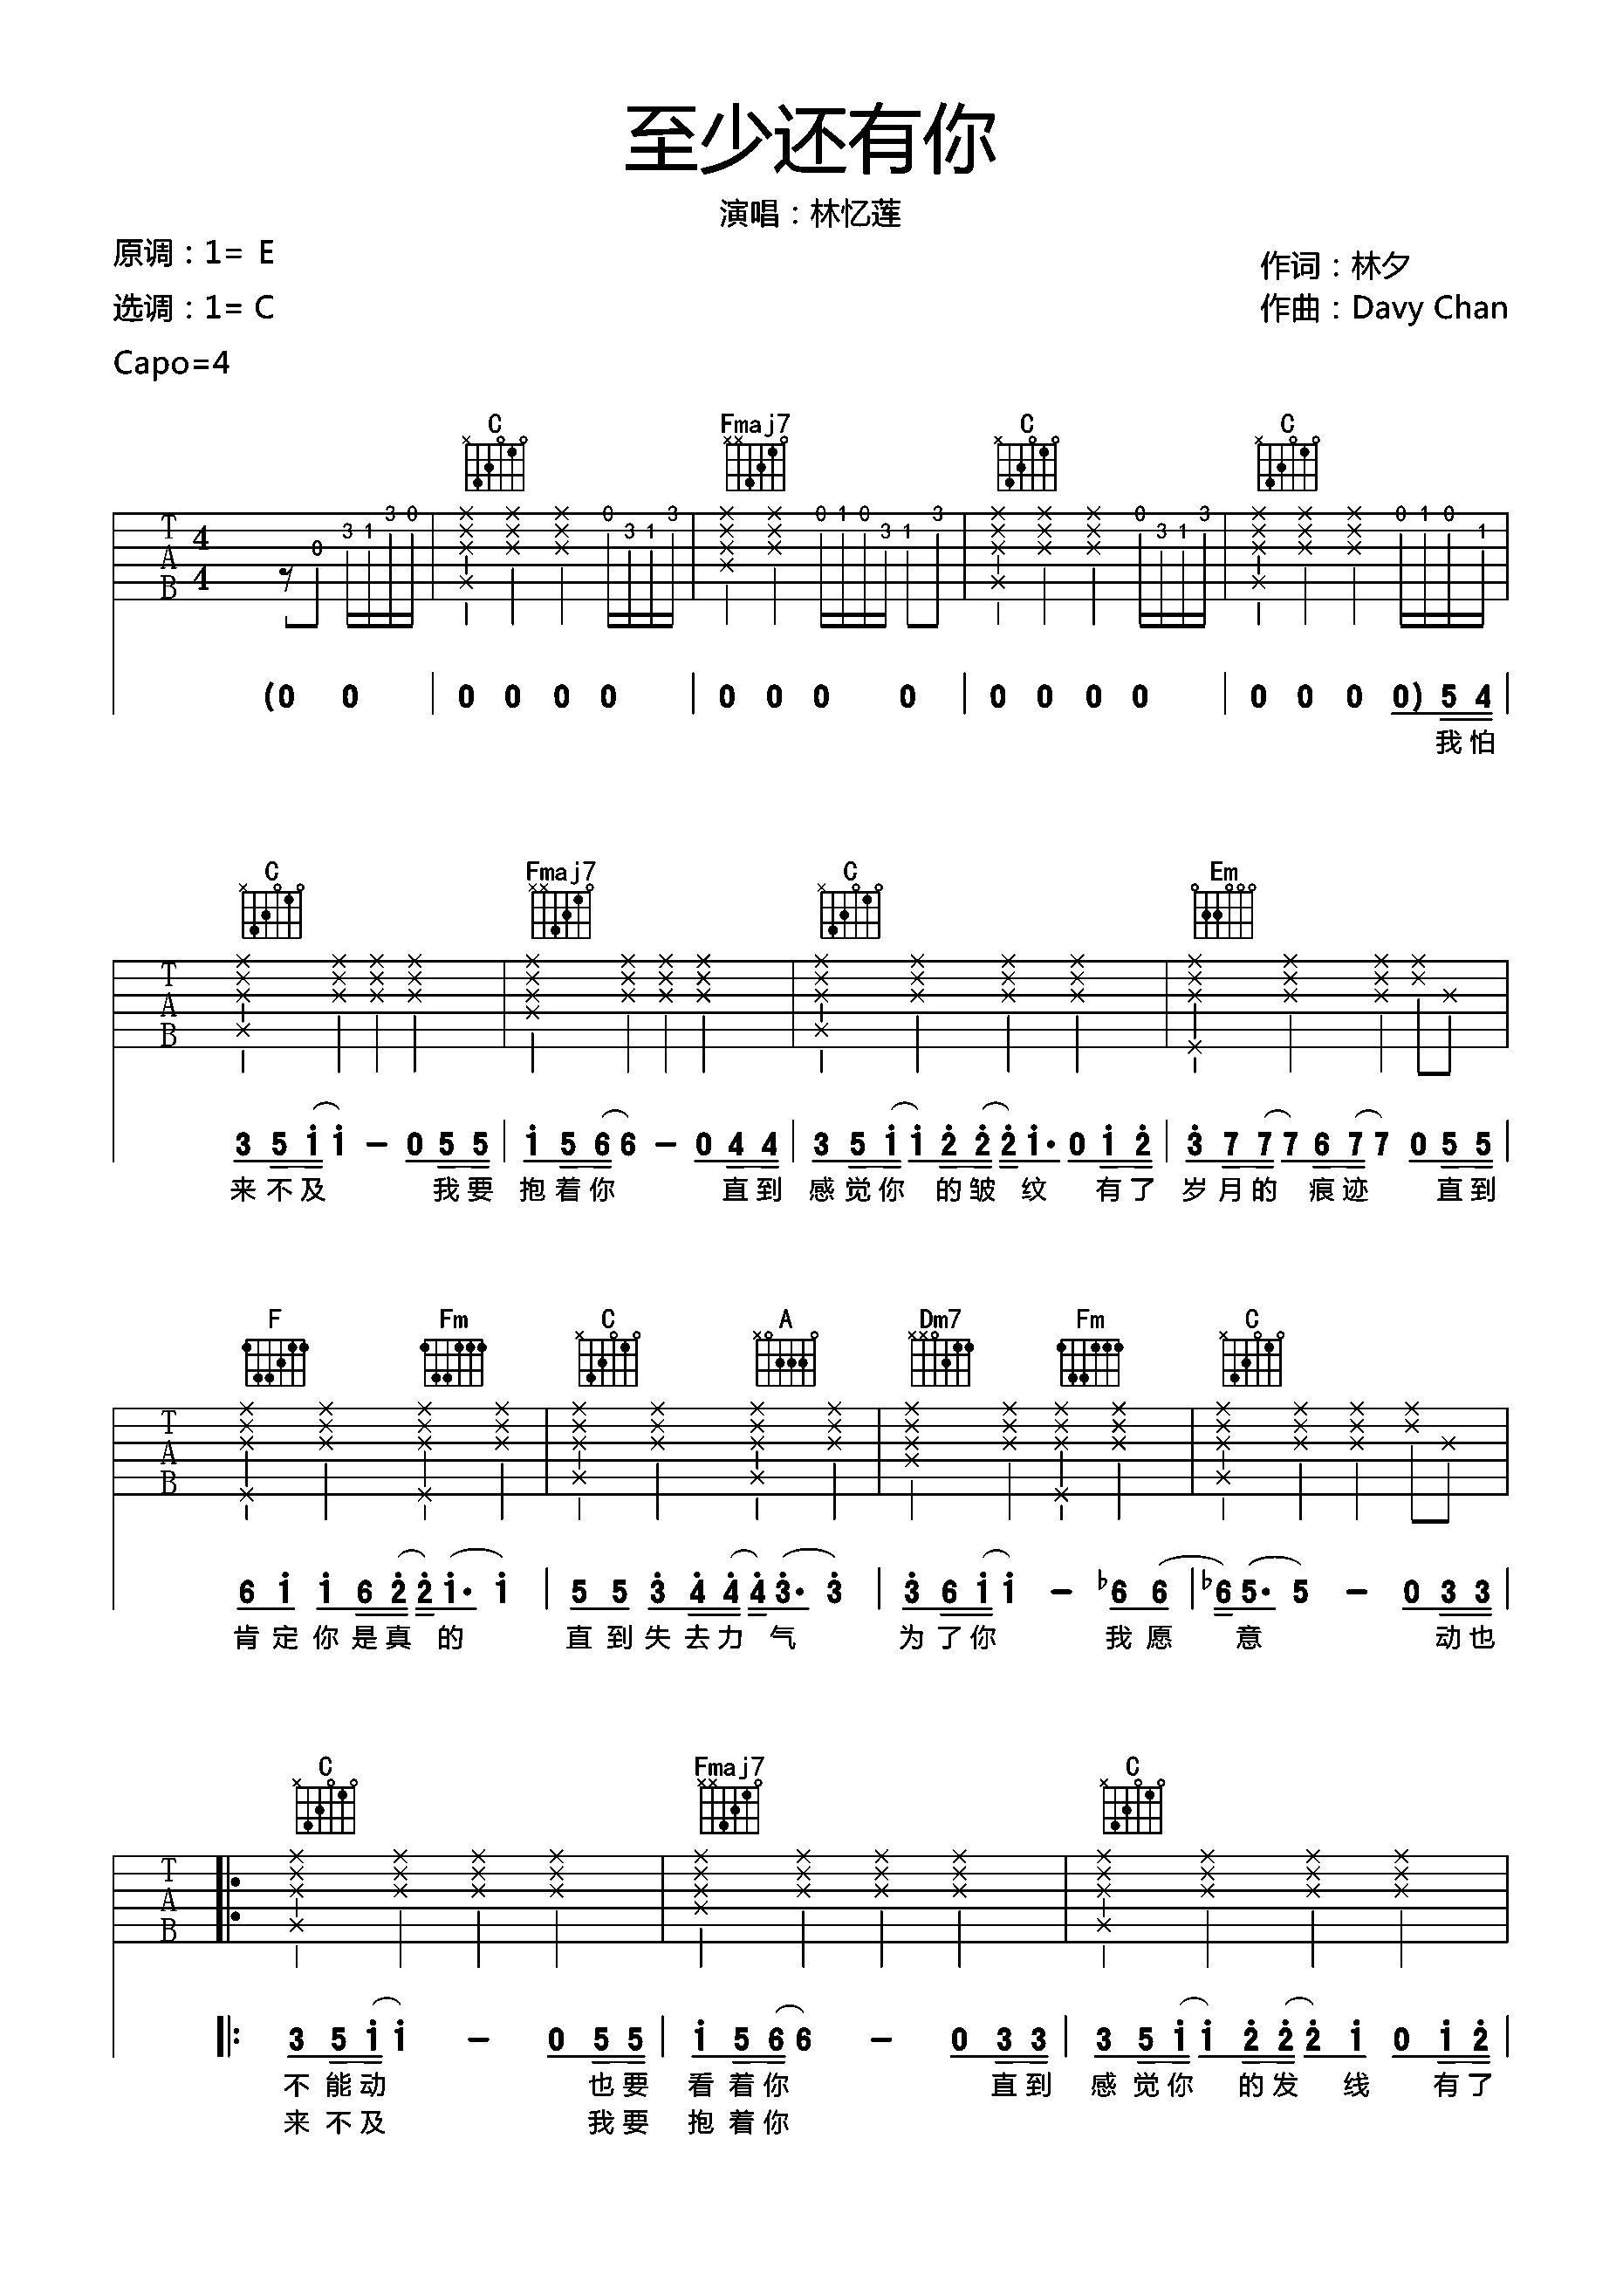 至少还有你
演唱：林忆莲
原调：1= E
作词：林夕
选调：1= C
作曲：Davy Chan
Capo=4
C Fmaj7 C C
T A B 4 4 0 3 1 3 0 0 3 1 3 0 1 0 3 1 3 0 3 1 3 0 1 0 1
(0 0 | 0 0 0 0 | 0 0 0 0 | 0 0 0 0 | 0 0 0 0) 5 4 |
我怕
C Fmaj7 C Em
T A B
3 5 i i – 0 5 5 | i 5 6 6 – 0 4 4 | 3 5 i i 2̇ 2̇ 2̇ i· 0 i 2̇ | 3̇ 7 7 7 6 7 7 0 5 5 |
来不及 我要 抱着你 直到 感觉你 的皱纹 有了 岁月的 痕迹 直到
F Fm C A Dm7 Fm C
T A B
6 i i 6 2̇ 2̇ i· i | 5 5 3̇ 4̇ 4̇ 4̇ 3̇· 3̇ | 3̇ 6 i i – ♭6 6 | ♭6 5· 5 – 0 3 3 |
肯定你是真 的 直到失去力 气 为了你 我愿 意 动也
C Fmaj7 C
T A B
‖: 3 5 i i – 0 5 5 | i 5 6 6 – 0 3 3 | 3 5 i i 2̇ 2̇ 2̇ i 0 i 2̇ |
不能动 也要 看着你 直到 感觉你 的发 线 有了
来不及 我要 抱着你